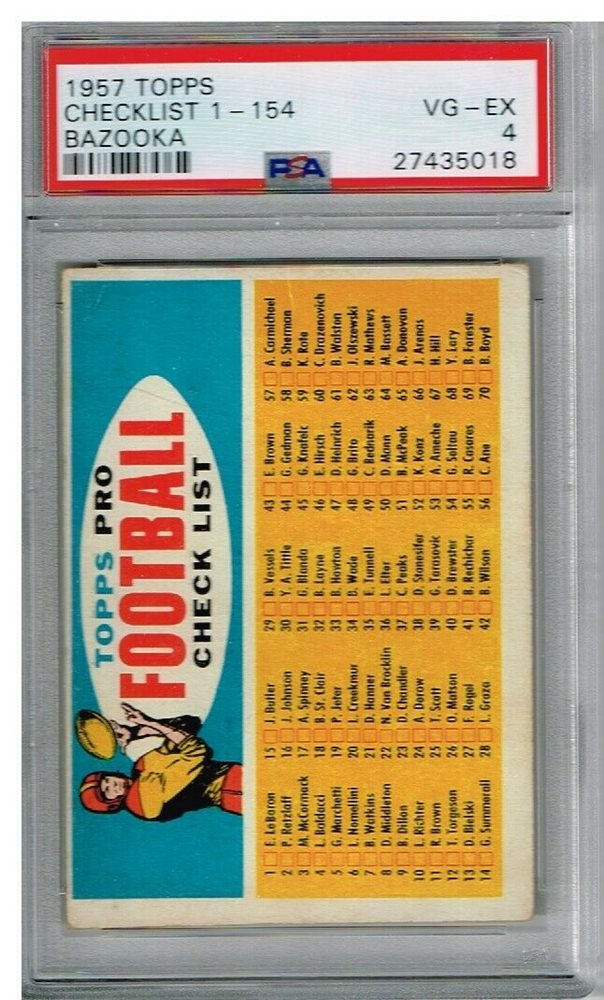 1957 TOPPS
CHECKLIST 1 - 154 VG - EX
BAZOOKA 4
PSA 27435018
TOPPS PRO
FOOTBALL
CHECK LIST
1 E. LeBaron
2 P. Retzlaff
3 M. McCormack
4 L. Baldacci
5 G. Marchetti
6 L. Nomellini
7 B. Watkins
8 D. Middleton
9 B. Dillon
10 L. Richter
11 R. Brown
12 T. Torgeson
13 D. Bielski
14 G. Summerall
15 J. Butler
16 J. Johnson
17 A. Spinney
18 B. St. Clair
19 P. Jeter
20 L. Creekmur
21 D. Hanner
22 N. Van Brocklin
23 D. Chandler
24 A. Dorow
25 T. Scott
26 O. Matson
27 F. Rogel
28 L. Groza
29 B. Vessels
30 Y. A. Tittle
31 G. Blanda
32 B. Layne
33 B. Howton
34 B. Wade
35 E. Tunnell
36 L. Elter
37 C. Peaks
38 D. Stonesifer
39 G. Tarasovic
40 D. Brewster
41 B. Reichichar
42 B. Wilson
43 E. Brown
44 G. Gedman
45 G. Knafelc
46 E. Hirsch
47 D. Heinrich
48 G. Brito
49 C. Bednarik
50 D. Mann
51 B. McPeak
52 K. Konz
53 A. Ameche
54 G. Soltau
55 R. Casares
56 C. Ane
57 A. Carmichael
58 B. Sherman
59 K. Rote
60 C. Drazenovich
61 B. Walston
62 J. Olszewski
63 R. Mathews
64 M. Bassett
65 A. Donovan
66 J. Arenas
67 H. Hill
68 Y. Lary
69 B. Forester
70 B. Boyd